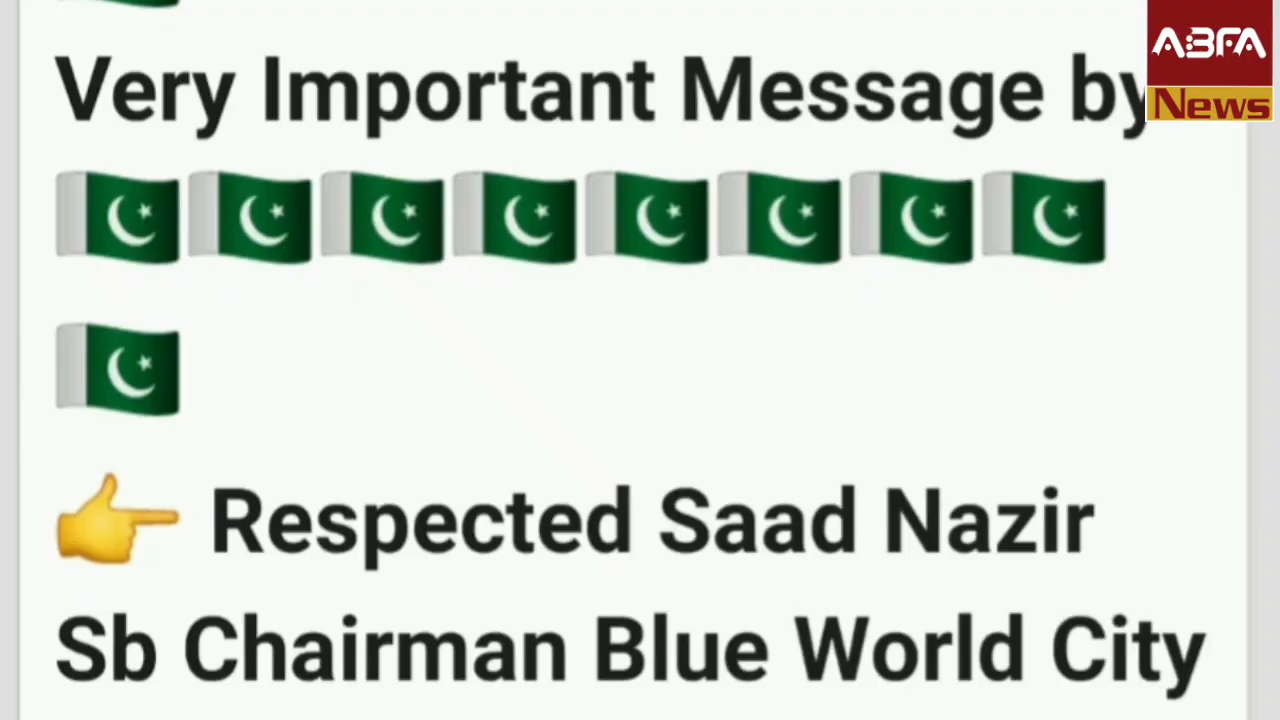 Very Important Message by
🇵🇰🇵🇰🇵🇰🇵🇰🇵🇰🇵🇰🇵🇰🇵🇰
🇵🇰
👉 Respected Saad Nazir
Sb Chairman Blue World City
ABFA
News